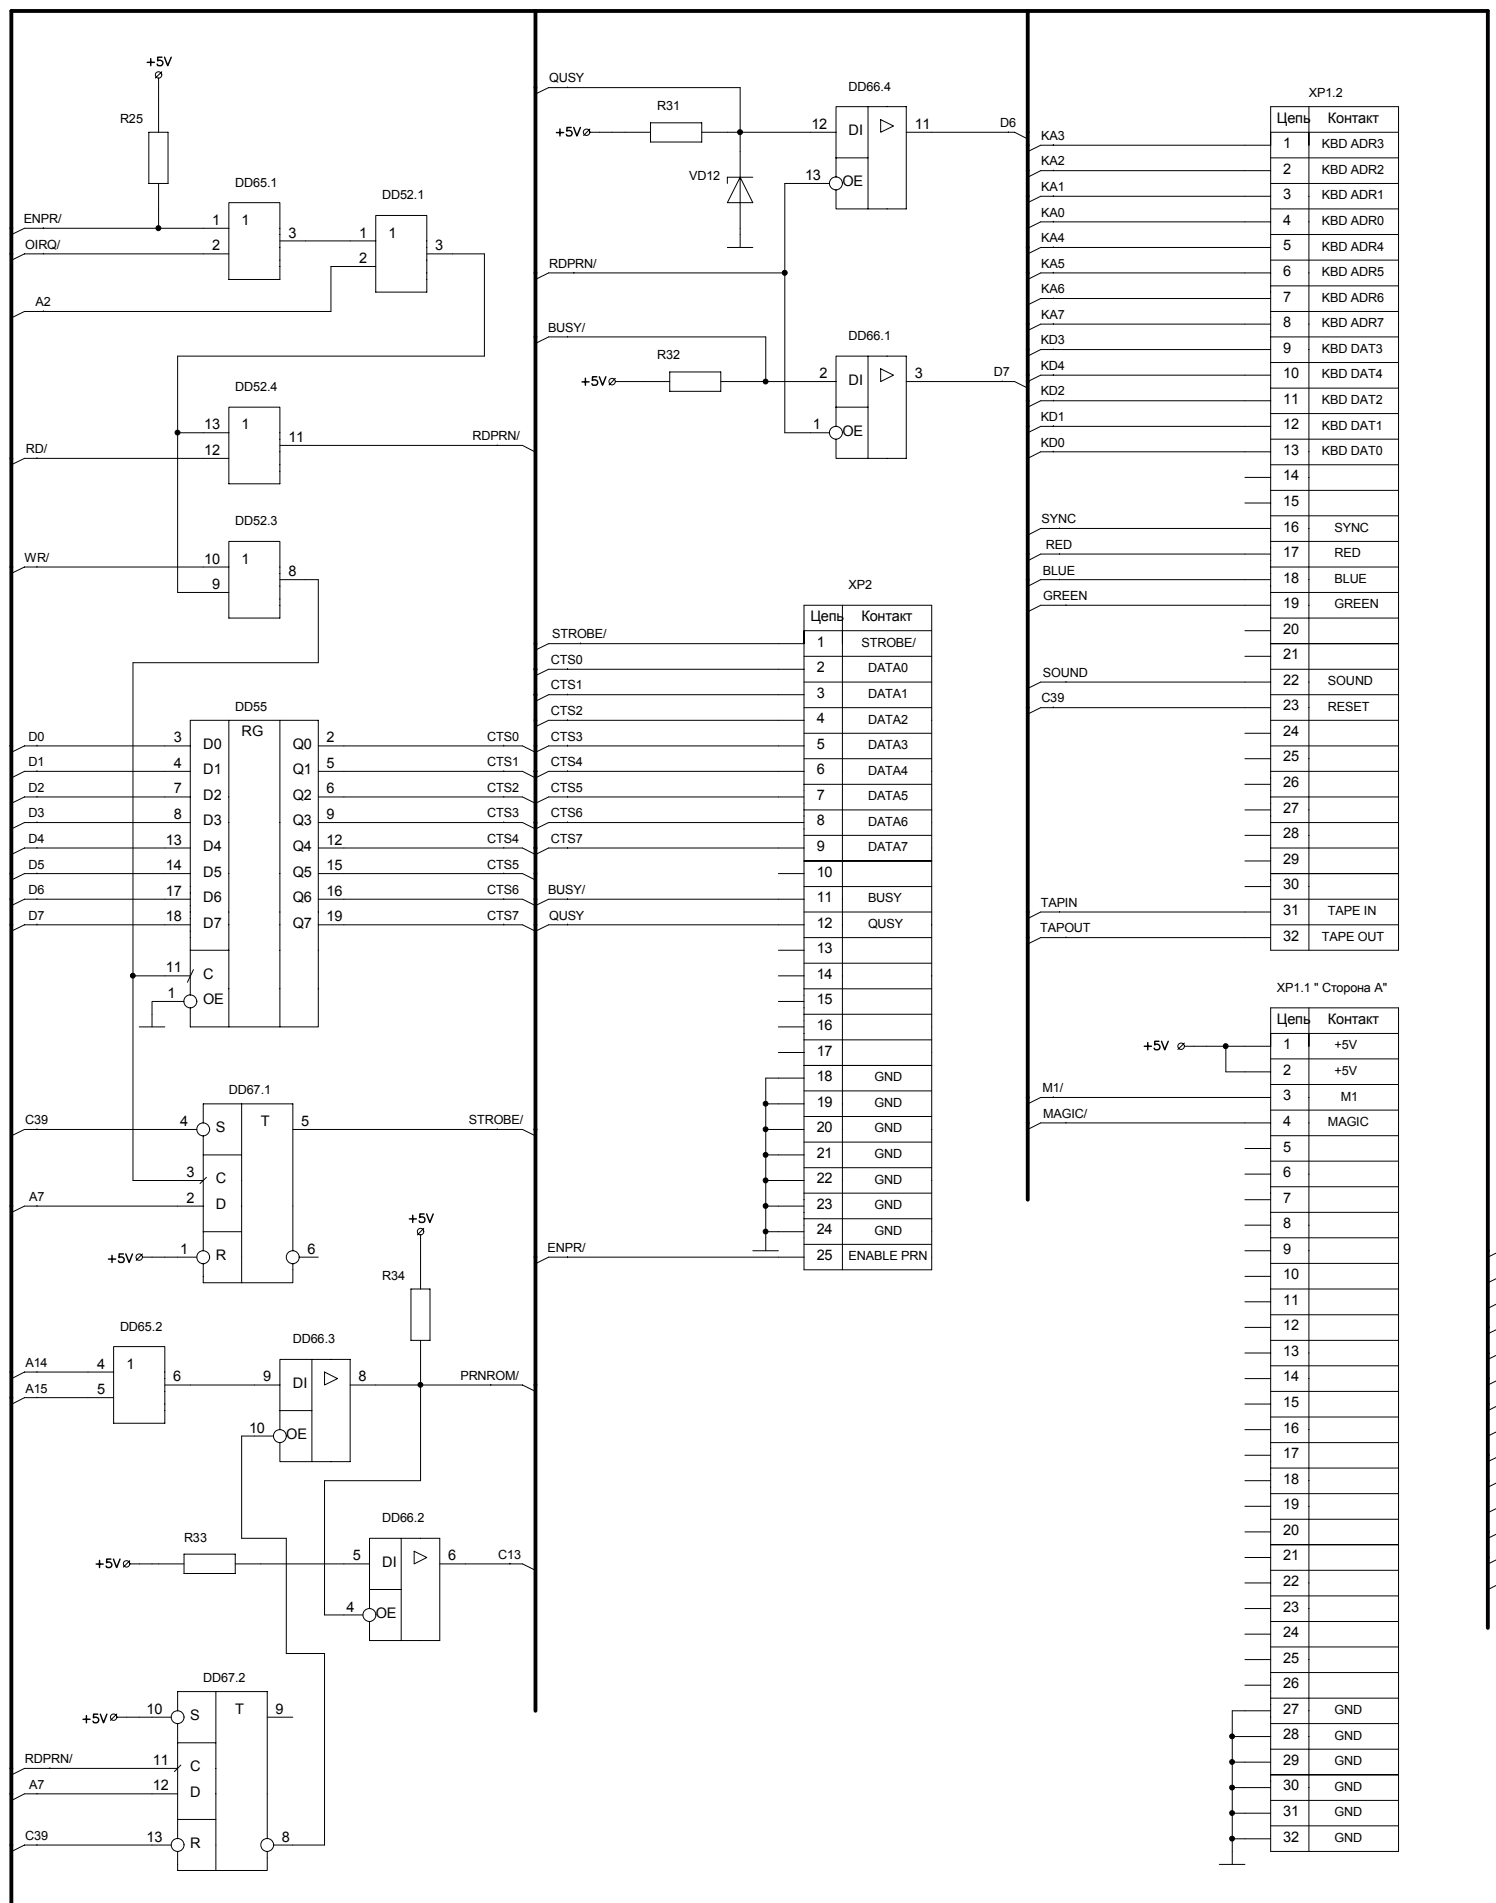 +5V
R25
DD65.1
DD52.1
ENPR/
1
1
3
1
1
3
OIRQ/
2
2
A2
DD52.4
13
1
11
RDPRN/
RD/
12
DD52.3
WR/
10
1
8
9
DD55
RG
D0
3
D0
Q0
2
CTS0
D1
4
D1
Q1
5
CTS1
D2
7
D2
Q2
6
CTS2
D3
8
D3
Q3
9
CTS3
D4
13
D4
Q4
12
CTS4
D5
14
D5
Q5
15
CTS5
D6
17
D6
Q6
16
CTS6
D7
18
D7
Q7
19
CTS7
11
C
1
OE
DD67.1
C39
4
S
T
5
STROBE/
3
C
A7
2
D
+5V
1
R
6
+5V
R34
DD65.2
DD66.3
A14
4
1
6
9
DI
8
PRNROM/
A15
5
10
OE
DD66.2
R33
+5V
5
DI
6
C13
4
OE
DD67.2
+5V
10
S
T
9
RDPRN/
11
C
A7
12
D
C39
13
R
8
QUSY
R31
+5V
DD66.4
12
DI
11
D6
VD12
13
OE
RDPRN/
BUSY/
R32
+5V
DD66.1
2
DI
3
D7
1
OE
XP2
Цепь Контакт
STROBE/ 1 STROBE/
CTS0 2 DATA0
CTS1 3 DATA1
CTS2 4 DATA2
CTS3 5 DATA3
CTS4 6 DATA4
CTS5 7 DATA5
CTS6 8 DATA6
CTS7 9 DATA7
10
BUSY/ 11 BUSY
QUSY 12 QUSY
13
14
15
16
17
18 GND
19 GND
20 GND
21 GND
22 GND
23 GND
24 GND
ENPR/ 25 ENABLE PRN
XP1.2
Цепь Контакт
KA3 1 KBD ADR3
KA2 2 KBD ADR2
KA1 3 KBD ADR1
KA0 4 KBD ADR0
KA4 5 KBD ADR4
KA5 6 KBD ADR5
KA6 7 KBD ADR6
KA7 8 KBD ADR7
KD3 9 KBD DAT3
KD4 10 KBD DAT4
KD2 11 KBD DAT2
KD1 12 KBD DAT1
KD0 13 KBD DAT0
14
15
SYNC 16 SYNC
RED 17 RED
BLUE 18 BLUE
GREEN 19 GREEN
20
21
SOUND 22 SOUND
C39 23 RESET
24
25
26
27
28
29
30
TAPIN 31 TAPE IN
TAPOUT 32 TAPE OUT
XP1.1 " Сторона А"
Цепь Контакт
+5V 1 +5V
2 +5V
M1/ 3 M1
MAGIC/ 4 MAGIC
5
6
7
8
9
10
11
12
13
14
15
16
17
18
19
20
21
22
23
24
25
26
27 GND
28 GND
29 GND
30 GND
31 GND
32 GND